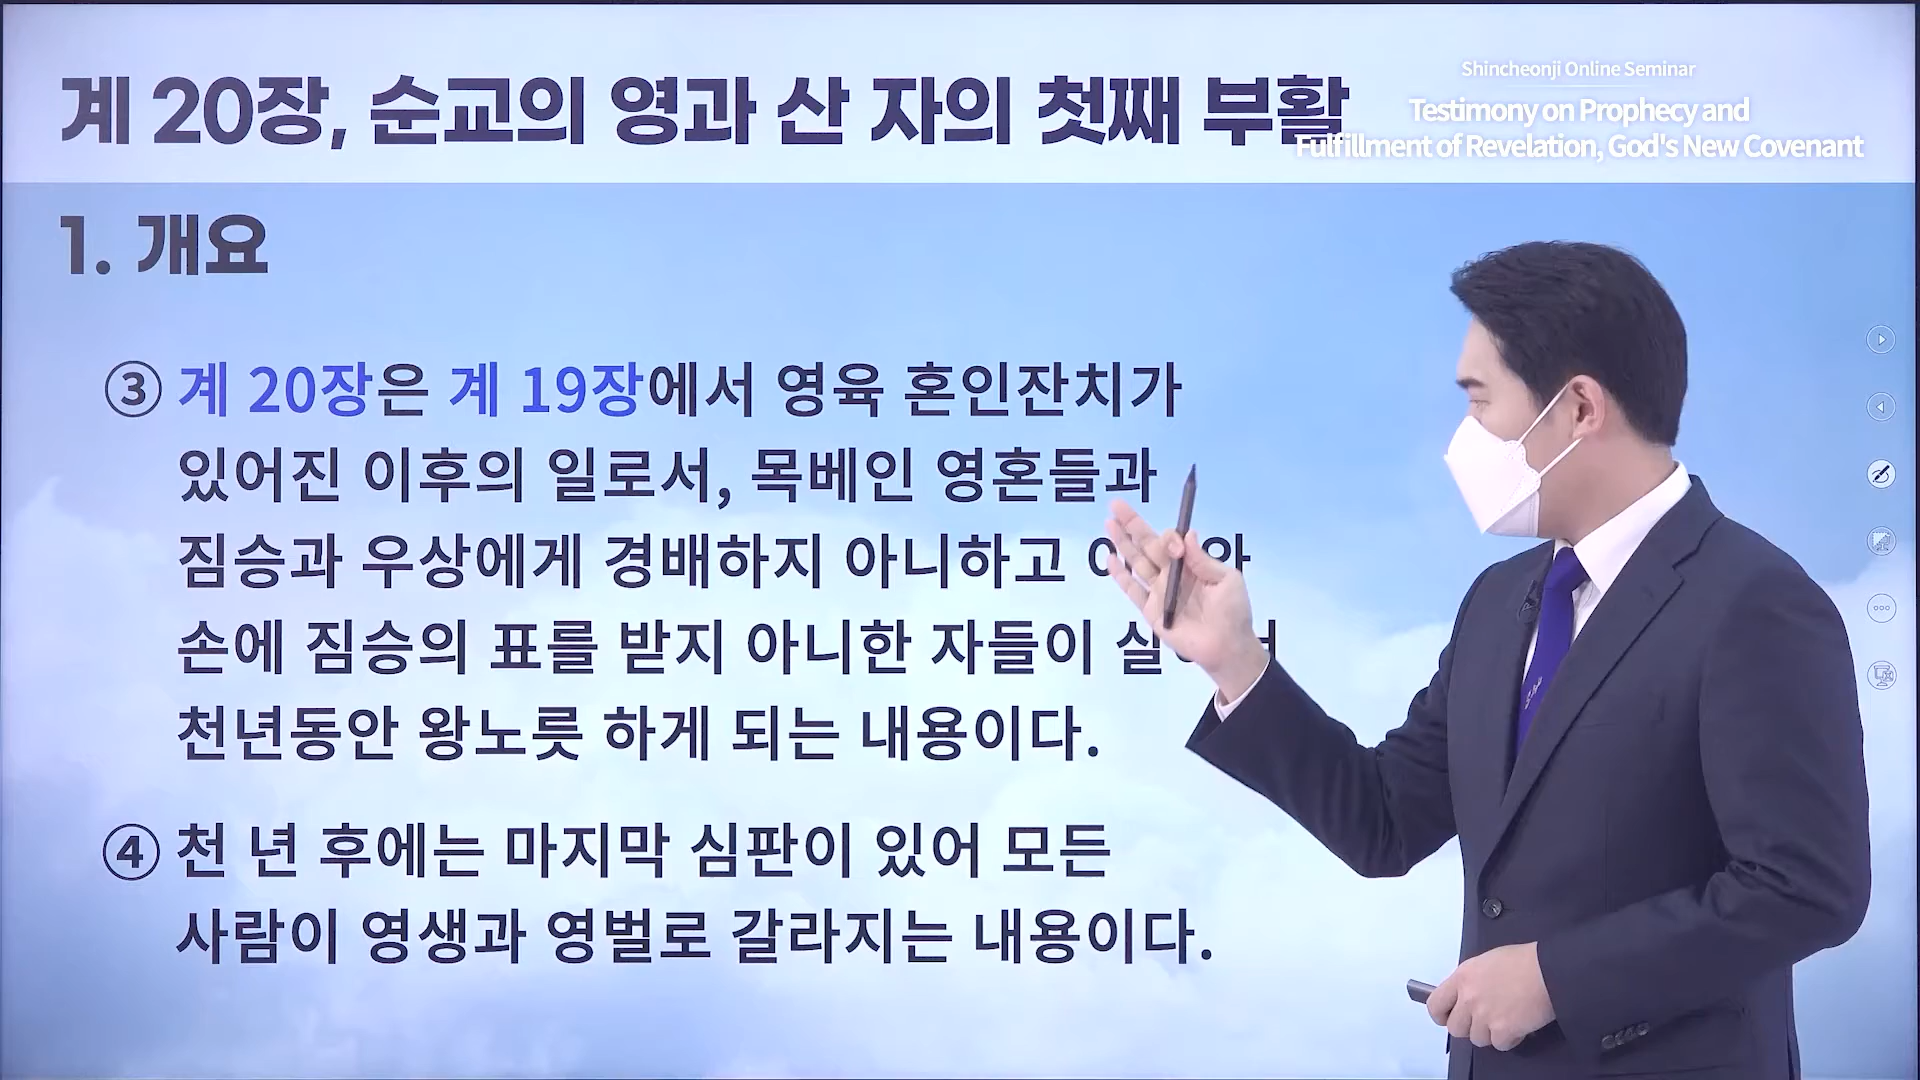 계 20장, 순교의 영과 산 자의 첫째 부활
Shincheonji Online Seminar
Testimony on Prophecy and
Fulfillment of Revelation, God's New Covenant
1. 개요
③ 계 20장은 계 19장에서 영육 혼인잔치가
있어진 이후의 일로서, 목베인 영혼들과
짐승과 우상에게 경배하지 아니하고
손에 짐승의 표를 받지 아니한 자들이
천년동안 왕노릇 하게 되는 내용이다.
④ 천 년 후에는 마지막 심판이 있어 모든
사람이 영생과 영벌로 갈라지는 내용이다.